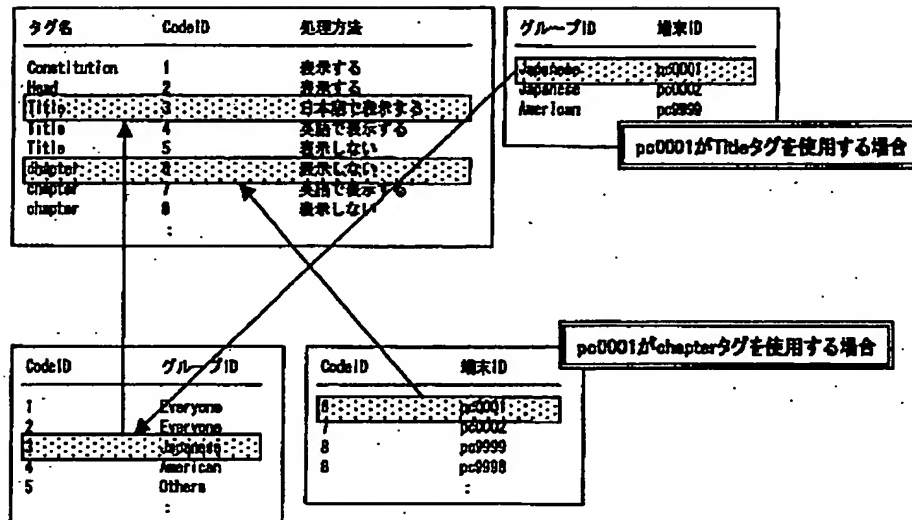 タグ名 CodeID 処理方法
Constitution 1 表示する
Head 2 表示する
Title 3 日本語で表示する
Title 4 英語で表示する
Title 5 表示しない
chapter 6 表示しない
chapter 7 英語で表示する
chapter 8 表示しない
:
グループID 端末ID
Japanese pc0001
Japanese pc0002
American pc9999
pc0001がTitleタグを使用する場合
pc0001がchapterタグを使用する場合
CodeID グループID
1 Everyone
2 Everyone
3 Japanese
4 American
5 Others
:
CodeID 端末ID
6 pc0001
7 pc0002
8 pc9999
8 pc9998
: